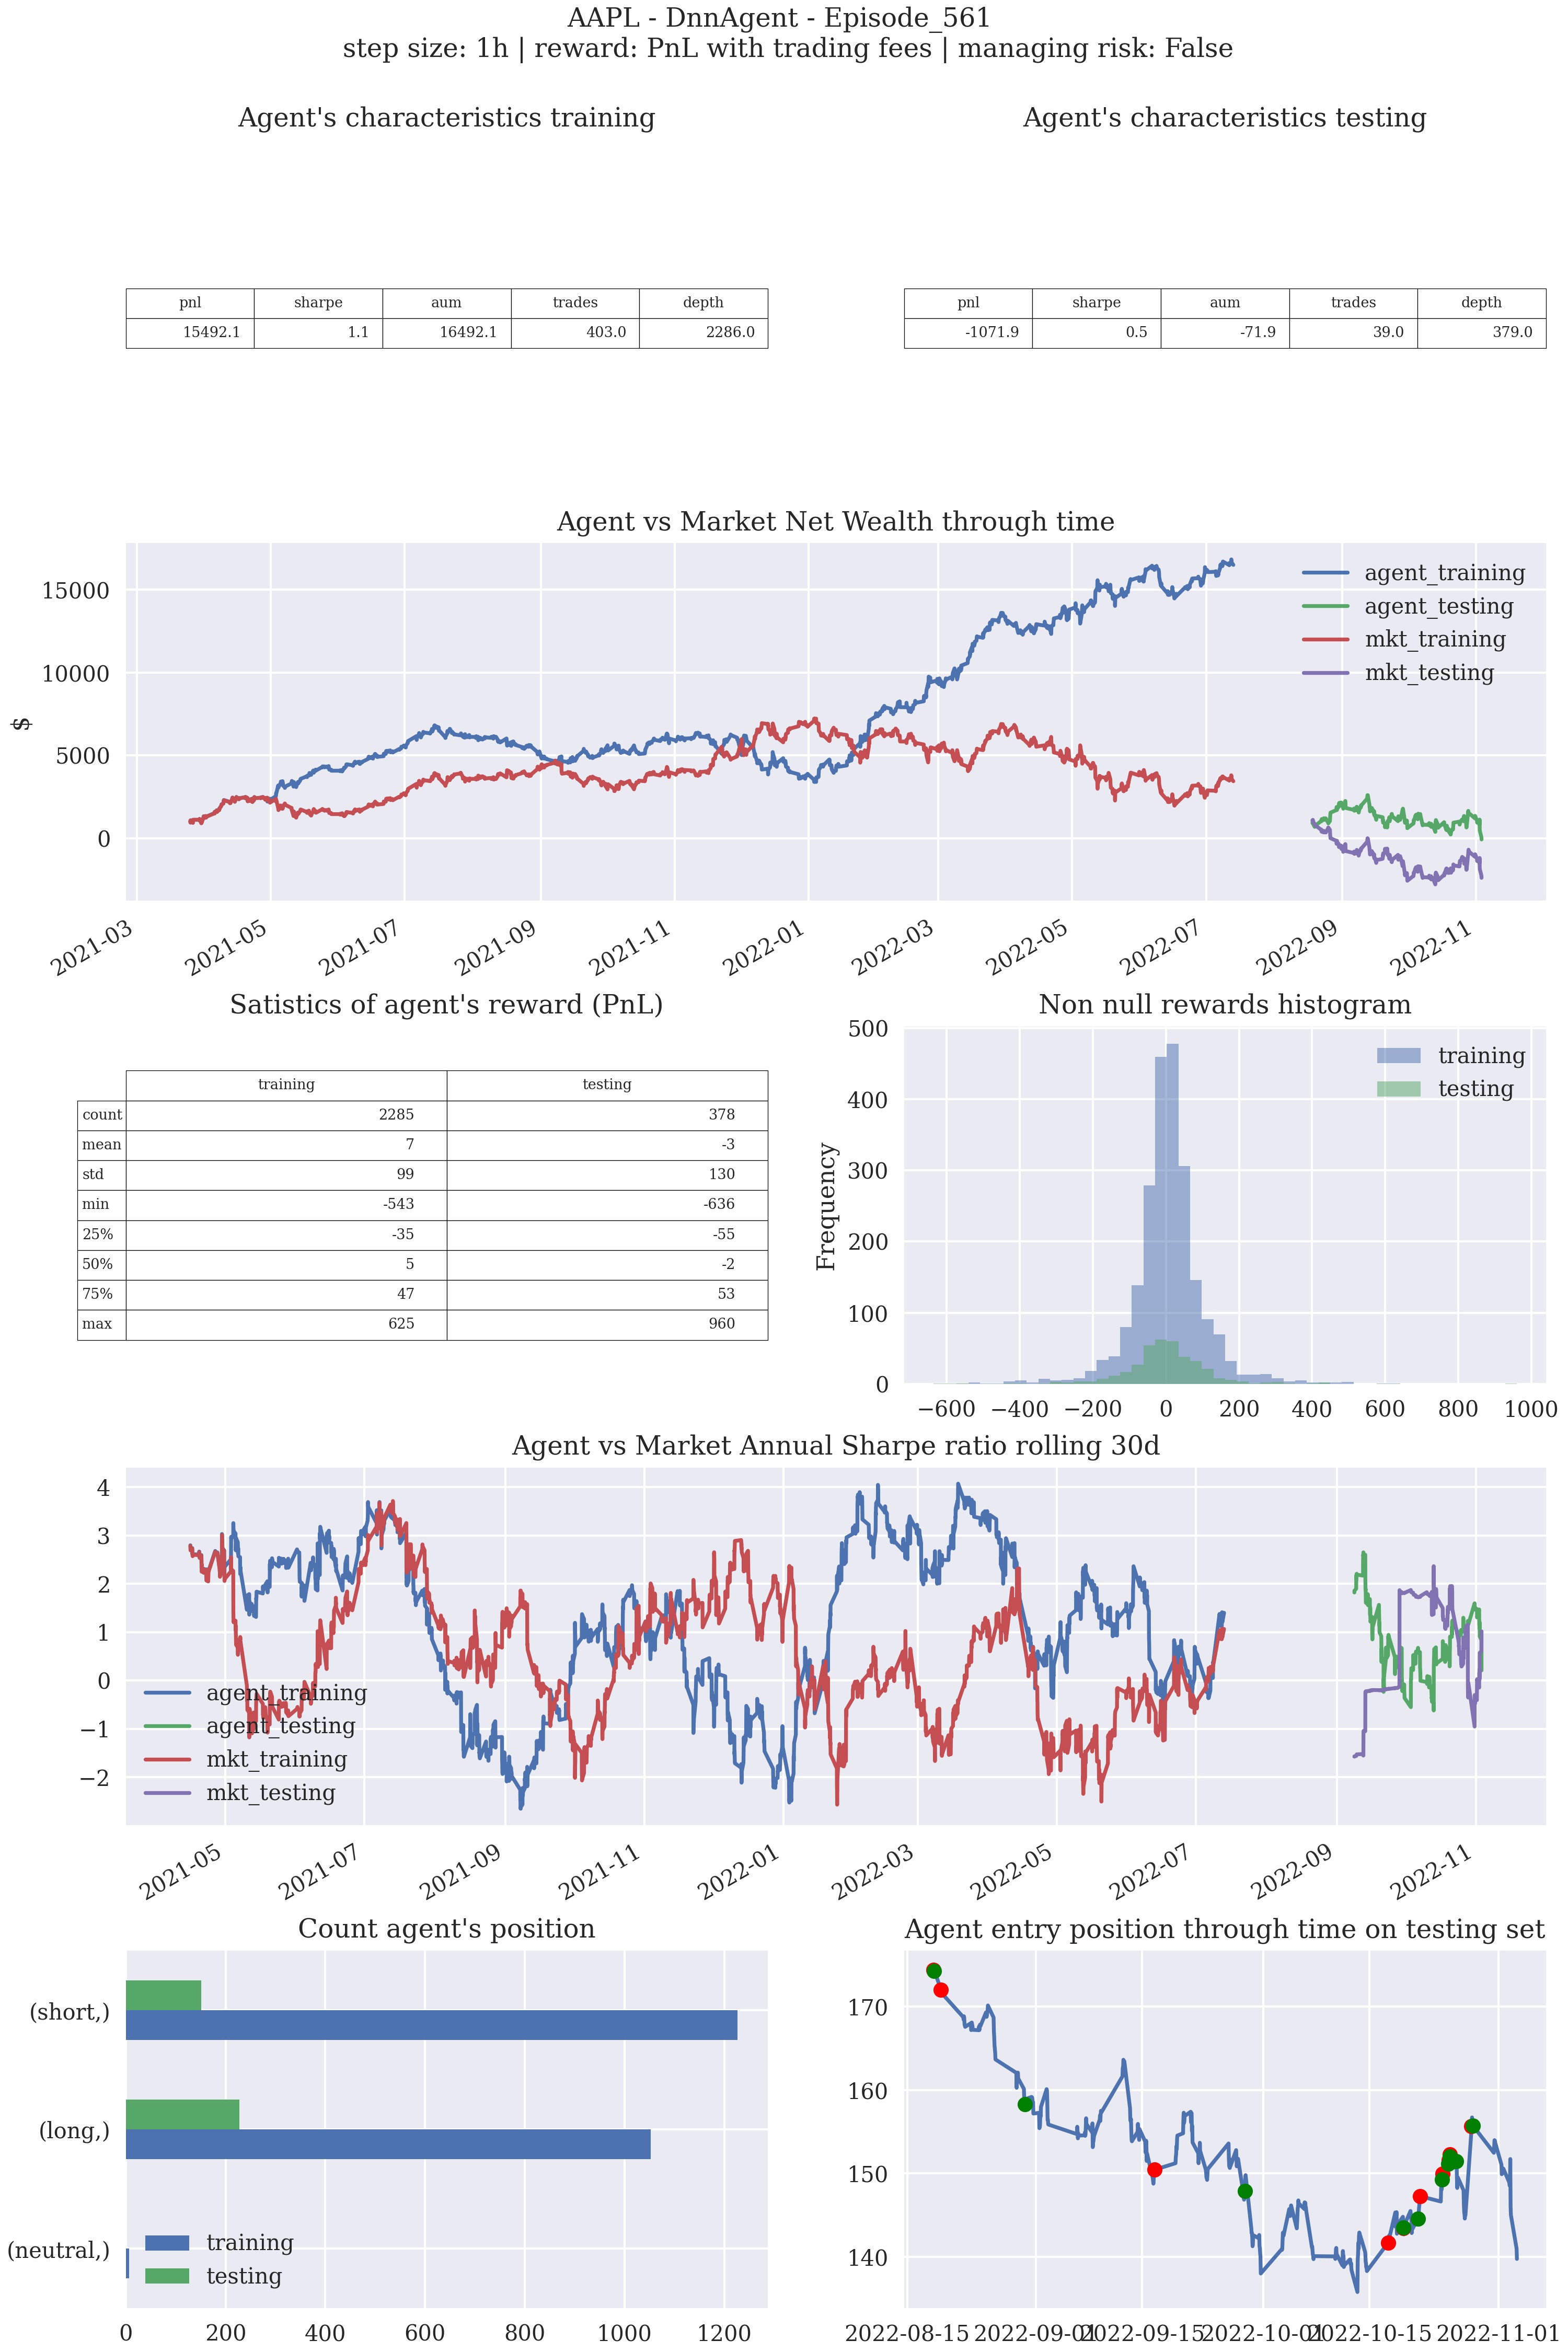 AAPL - DnnAgent - Episode_561
step size: 1h | reward: PnL with trading fees | managing risk: False
Agent's characteristics training
pnl sharpe aum trades depth
15492.1 1.1 16492.1 403.0 2286.0
Agent's characteristics testing
pnl sharpe aum trades depth
-1071.9 0.5 -71.9 39.0 379.0
Agent vs Market Net Wealth through time
$
15000
10000
5000
0
agent_training
agent_testing
mkt_training
mkt_testing
2021-03 2021-05 2021-07 2021-09 2021-11 2022-01 2022-03 2022-05 2022-07 2022-09 2022-11
Satistics of agent's reward (PnL)
training testing
count 2285 378
mean 7 -3
std 99 130
min -543 -636
25% -35 -55
50% 5 -2
75% 47 53
max 625 960
Non null rewards histogram
Frequency
500
400
300
200
100
0
training
testing
−600 −400 −200 0 200 400 600 800 1000
Agent vs Market Annual Sharpe ratio rolling 30d
4
3
2
1
0
−1
−2
agent_training
agent_testing
mkt_training
mkt_testing
2021-05 2021-07 2021-09 2021-11 2022-01 2022-03 2022-05 2022-07 2022-09 2022-11
Count agent's position
(short,)
(long,)
(neutral,)
training
testing
0 200 400 600 800 1000 1200
Agent entry position through time on testing set
170
160
150
140
2022-08-15 2022-09-01 2022-09-15 2022-10-01 2022-10-15 2022-11-01